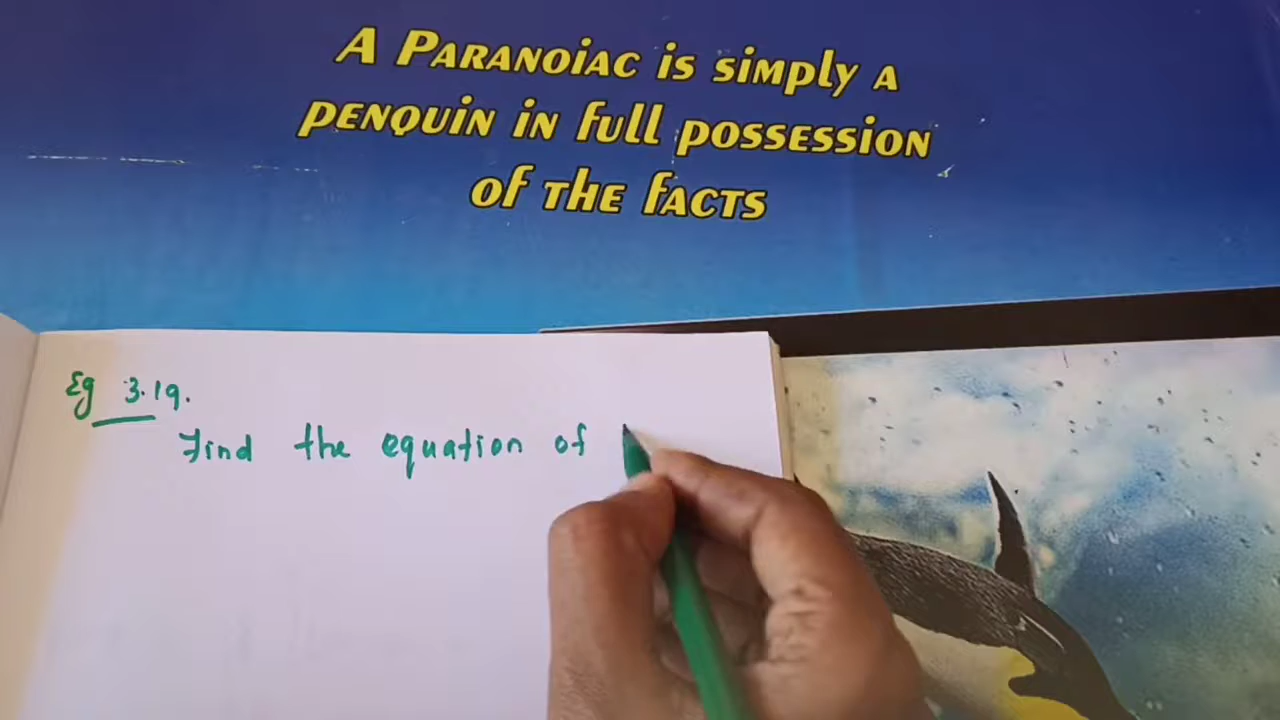 A PARANOiAC is simply A
PENQUiN iN full POSSESSiON
of THE fACTS
Eg 3.19.
Find the equation of